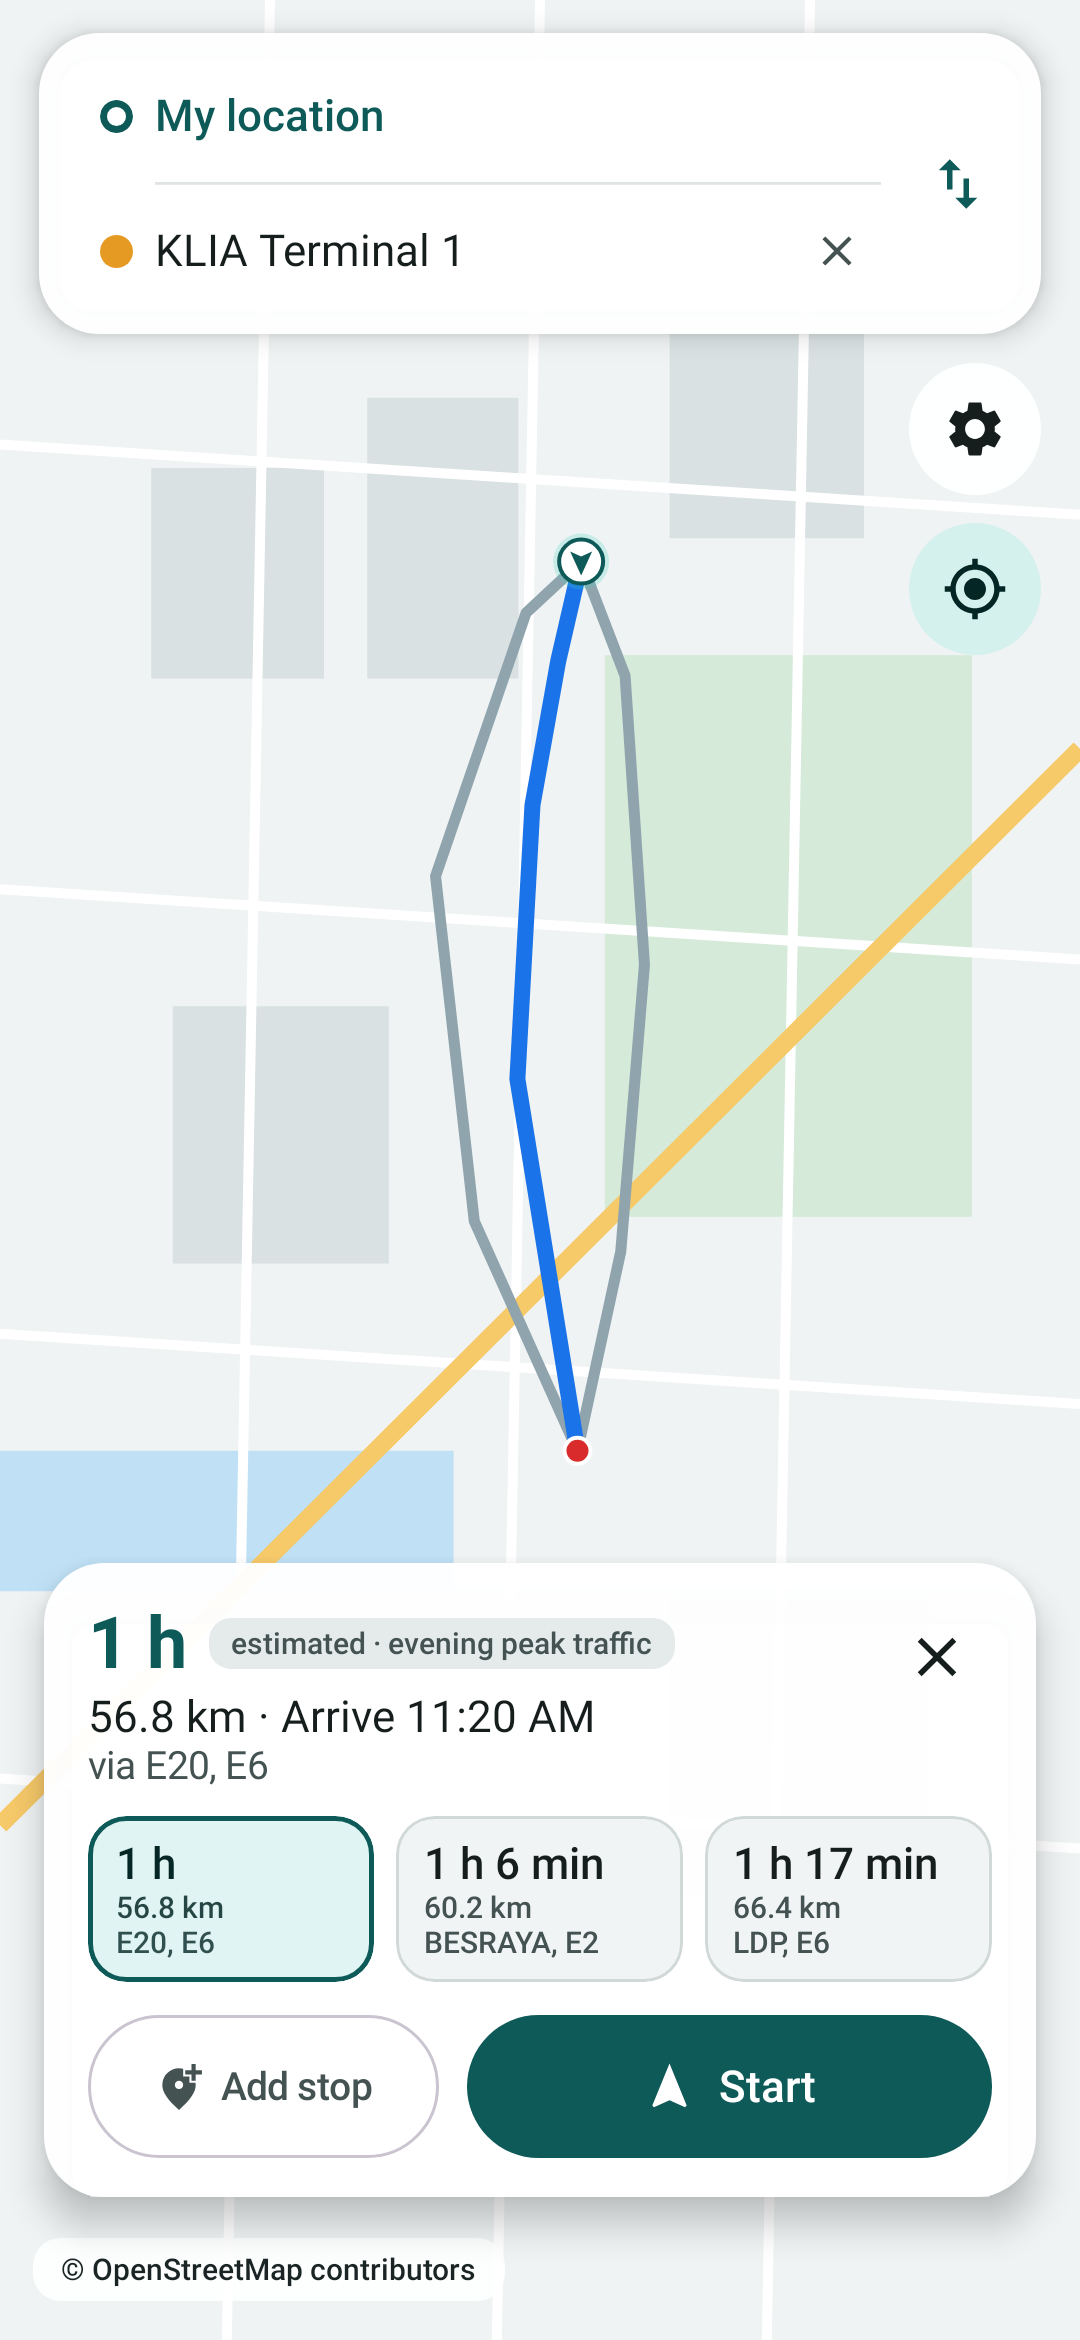 My location
KLIA Terminal 1
1 h
estimated · evening peak traffic
56.8 km · Arrive 11:20 AM
via E20, E6
1 h
56.8 km
E20, E6
1 h 6 min
60.2 km
BESRAYA, E2
1 h 17 min
66.4 km
LDP, E6
Add stop
Start
© OpenStreetMap contributors